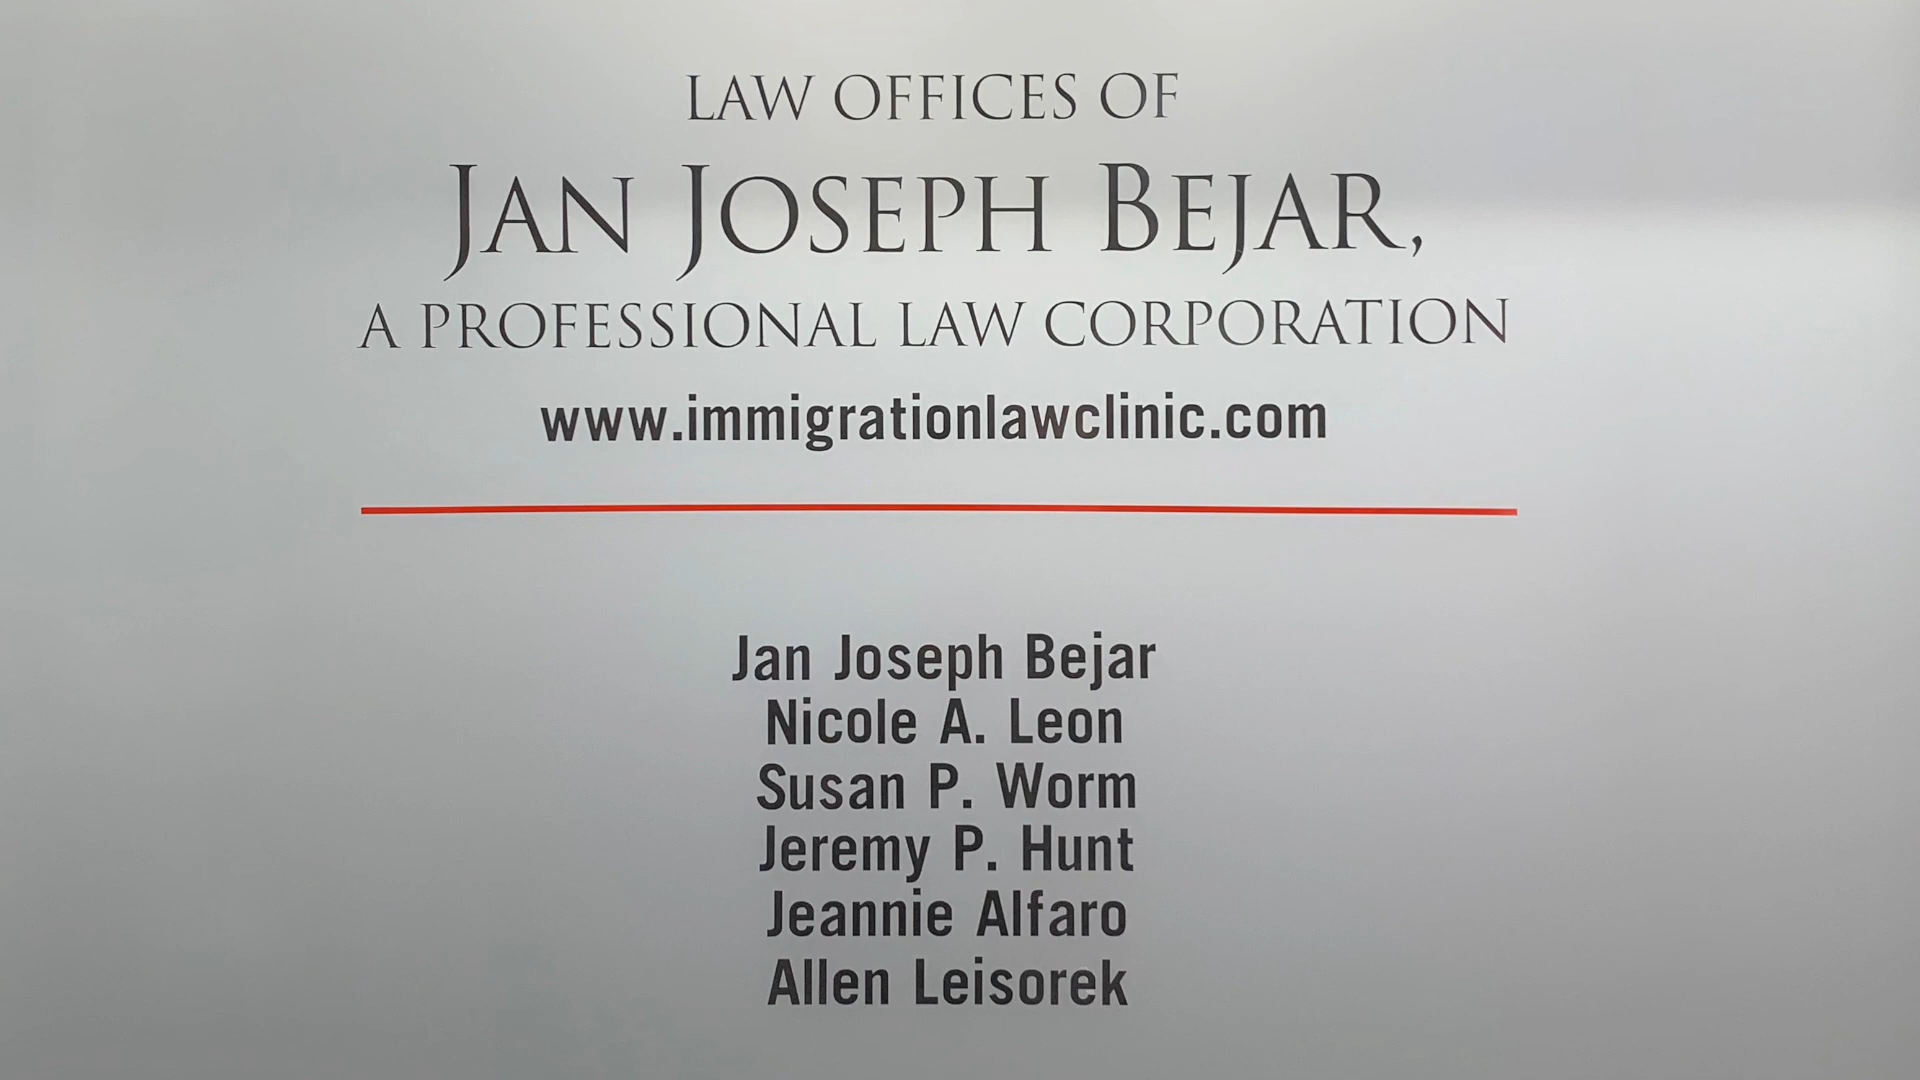 LAW OFFICES OF
JAN JOSEPH BEJAR,
A PROFESSIONAL LAW CORPORATION
www.immigrationlawclinic.com
Jan Joseph Bejar
Nicole A. Leon
Susan P. Worm
Jeremy P. Hunt
Jeannie Alfaro
Allen Leisorek